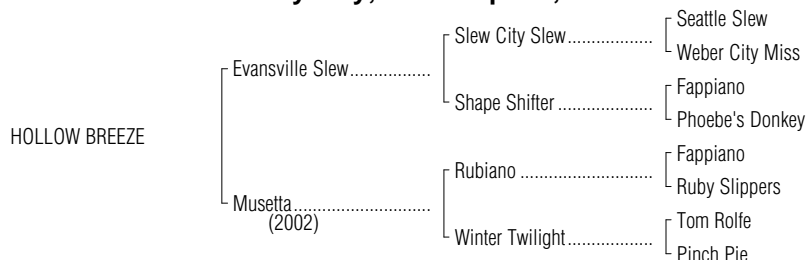 Seattle Slew
Slew City Slew
Weber City Miss
Evansville Slew
Fappiano
Shape Shifter
Phoebe's Donkey
HOLLOW BREEZE
Fappiano
Rubiano
Ruby Slippers
Musetta
(2002)
Tom Rolfe
Winter Twilight
Pinch Pie